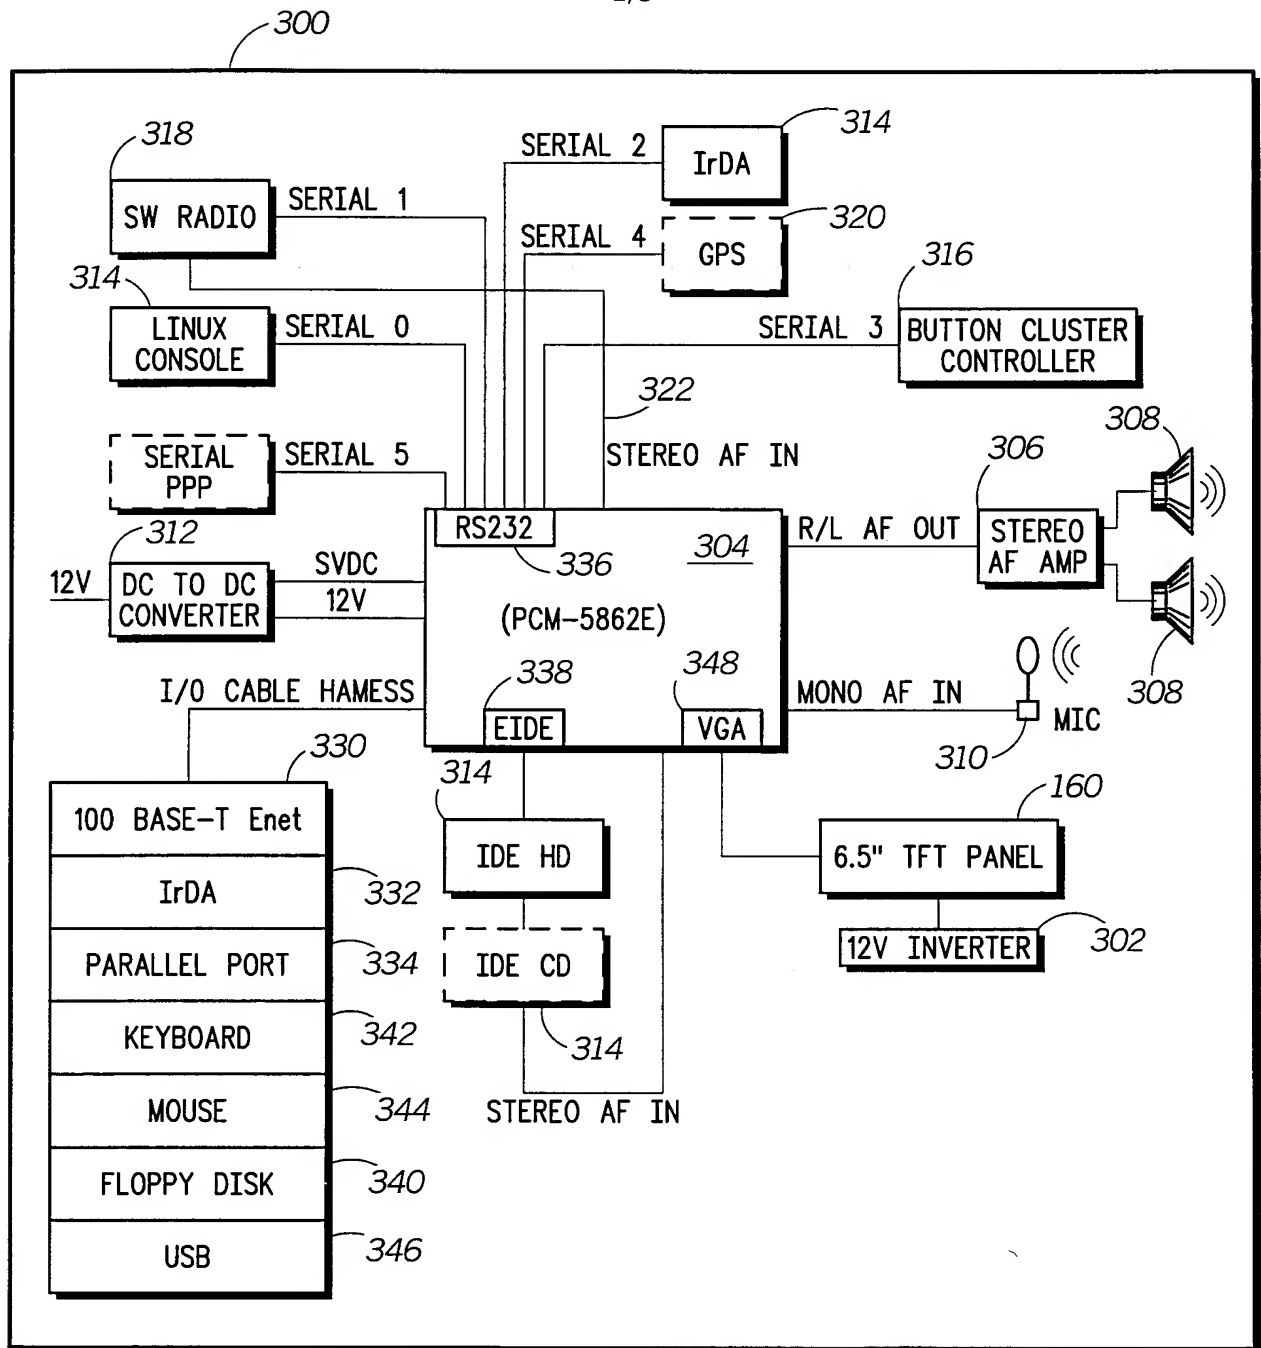 300
318
SW RADIO
SERIAL 1
SERIAL 2
IrDA
314
SERIAL 4
GPS
320
314
LINUX
CONSOLE
SERIAL 0
SERIAL 3
316
BUTTON CLUSTER
CONTROLLER
322
SERIAL
PPP
SERIAL 5
STEREO AF IN
308
306
312
12V
DC TO DC
CONVERTER
SVDC
12V
RS232
336
304
(PCM-5862E)
R/L AF OUT
STEREO
AF AMP
308
I/O CABLE HAMESS
338
EIDE
348
VGA
MONO AF IN
MIC
310
330
100 BASE-T Enet
IrDA
332
PARALLEL PORT
334
KEYBOARD
342
MOUSE
344
FLOPPY DISK
340
USB
346
314
IDE HD
IDE CD
314
STEREO AF IN
160
6.5" TFT PANEL
12V INVERTER
302